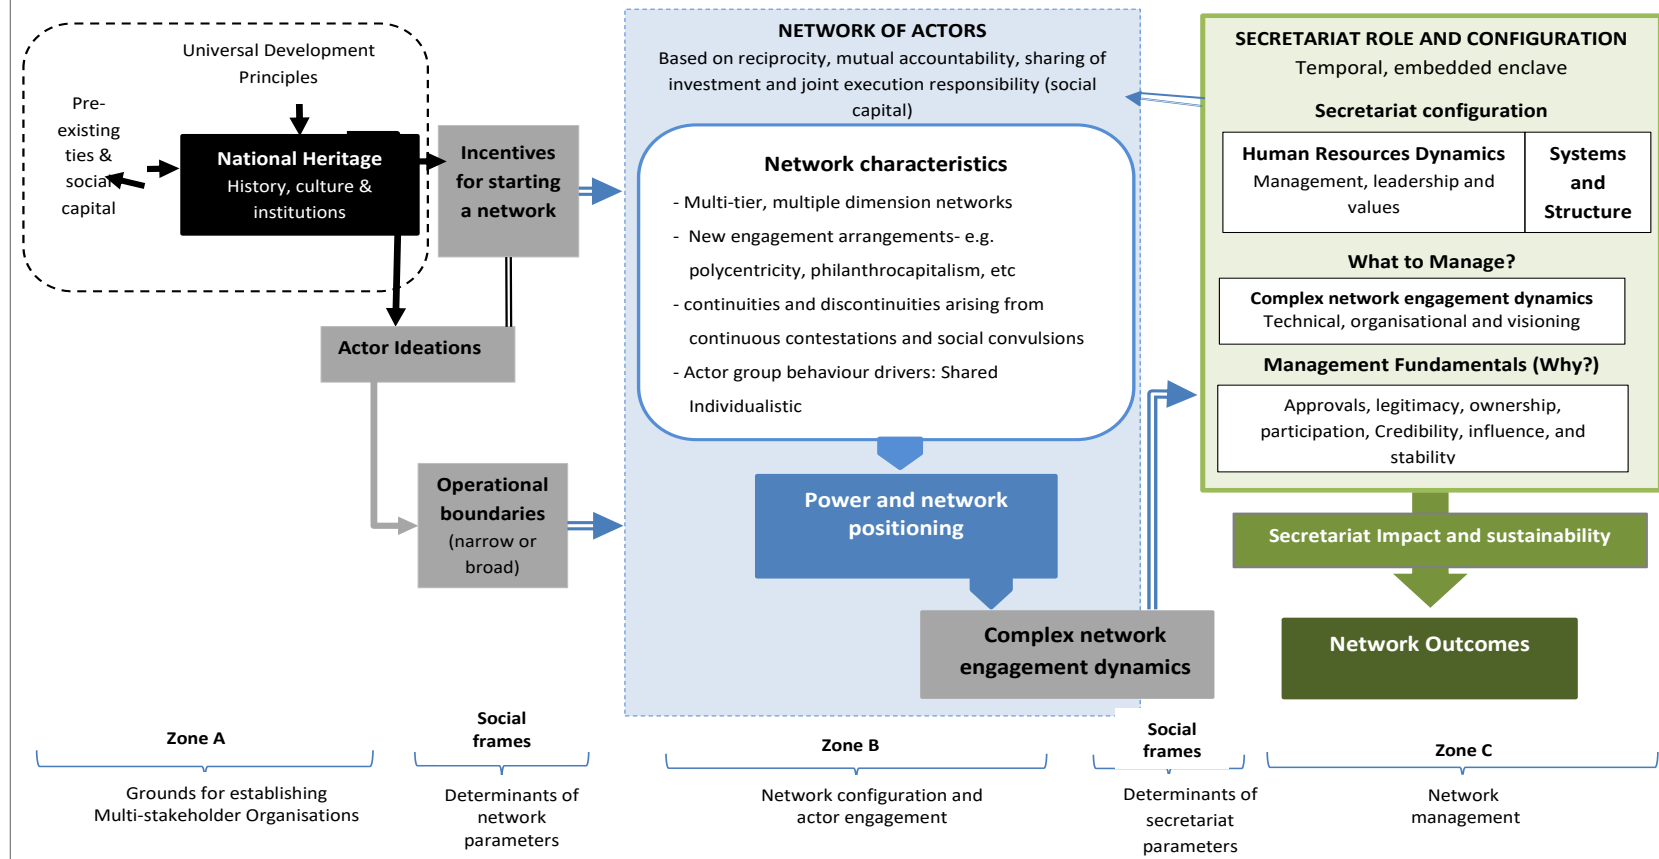 Universal Development
Principles
Pre-
existing
ties &
social
capital
National Heritage
History, culture &
institutions
Incentives
for starting
a network
Actor Ideations
Operational
boundaries
(narrow or
broad)
NETWORK OF ACTORS
Based on reciprocity, mutual accountability, sharing of
investment and joint execution responsibility (social
capital)
Network characteristics
- Multi-tier, multiple dimension networks
- New engagement arrangements- e.g.
polycentricity, philanthrocapitalism, etc
- continuities and discontinuities arising from
continuous contestations and social convulsions
- Actor group behaviour drivers: Shared
Individualistic
Power and network
positioning
Complex network
engagement dynamics
SECRETARIAT ROLE AND CONFIGURATION
Temporal, embedded enclave
Secretariat configuration
Human Resources Dynamics
Management, leadership and
values
Systems
and
Structure
What to Manage?
Complex network engagement dynamics
Technical, organisational and visioning
Management Fundamentals (Why?)
Approvals, legitimacy, ownership,
participation, Credibility, influence, and
stability
Secretariat Impact and sustainability
Network Outcomes
Zone A
Grounds for establishing
Multi-stakeholder Organisations
Social
frames
Determinants of
network
parameters
Zone B
Network configuration and
actor engagement
Social
frames
Determinants of
secretariat
parameters
Zone C
Network
management